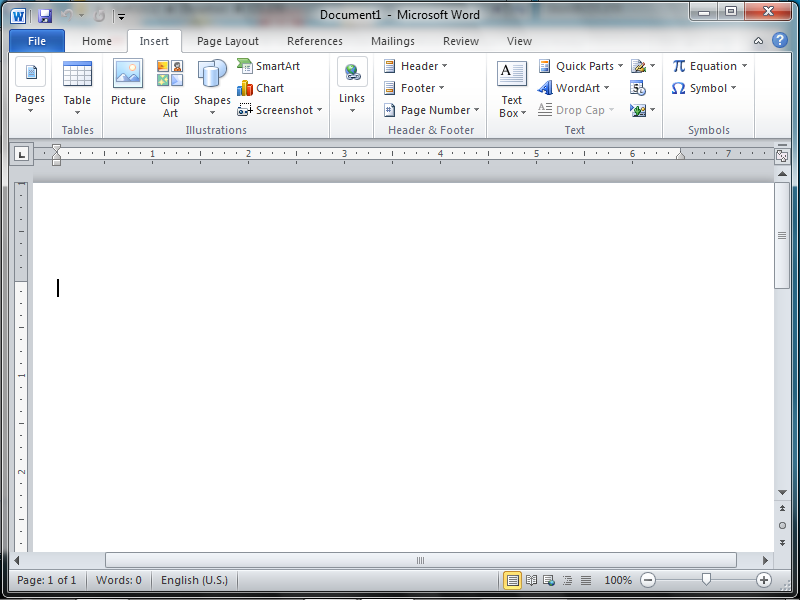 Document1 - Microsoft Word
File Home Insert Page Layout References Mailings Review View
Pages
Table
Tables
Picture
Clip Art
Shapes
SmartArt
Chart
Screenshot
Illustrations
Links
Header
Footer
Page Number
Header & Footer
A
Text Box
Quick Parts
WordArt
Drop Cap
Text
π Equation
Ω Symbol
Symbols
L
1 2 3 4 5 6 7
1
2
Page: 1 of 1 Words: 0 English (U.S.) 100%